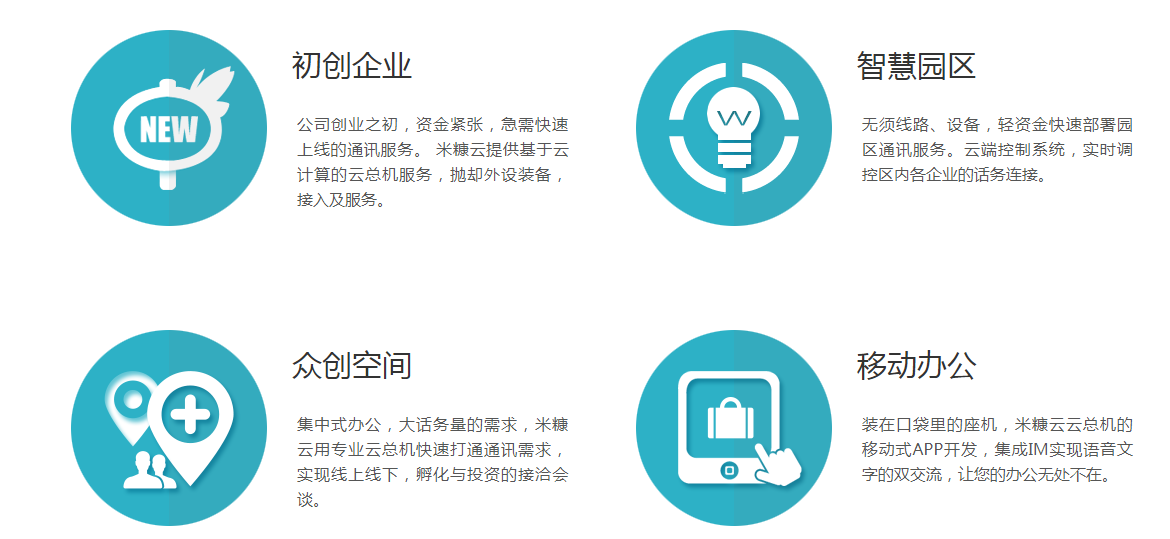 NEW
初创企业
公司创业之初，资金紧张，急需快速
上线的通讯服务。 米糠云提供基于云
计算的云总机服务，抛却外设装备，
接入及服务。
智慧园区
无须线路、设备，轻资金快速部署园
区通讯服务。云端控制系统，实时调
控区内各企业的话务连接。
众创空间
集中式办公，大话务量的需求，米糠
云用专业云总机快速打通通讯需求，
实现线上线下，孵化与投资的接洽会
谈。
移动办公
装在口袋里的座机，米糠云云总机的
移动式APP开发，集成IM实现语音文
字的双交流，让您的办公无处不在。